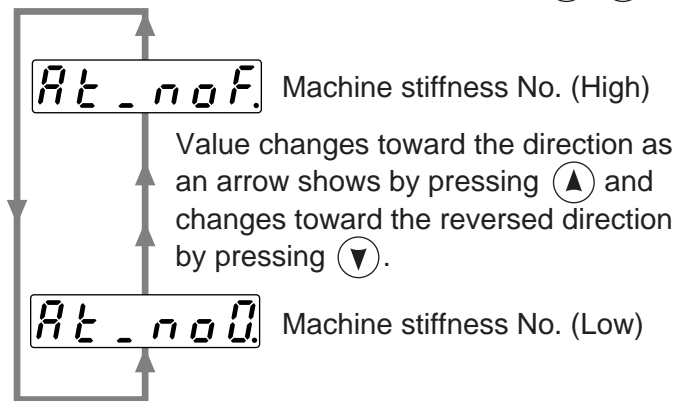 At_noF. Machine stiffness No. (High)
Value changes toward the direction as
an arrow shows by pressing ▲ and
changes toward the reversed direction
by pressing ▼.
At_no0. Machine stiffness No. (Low)